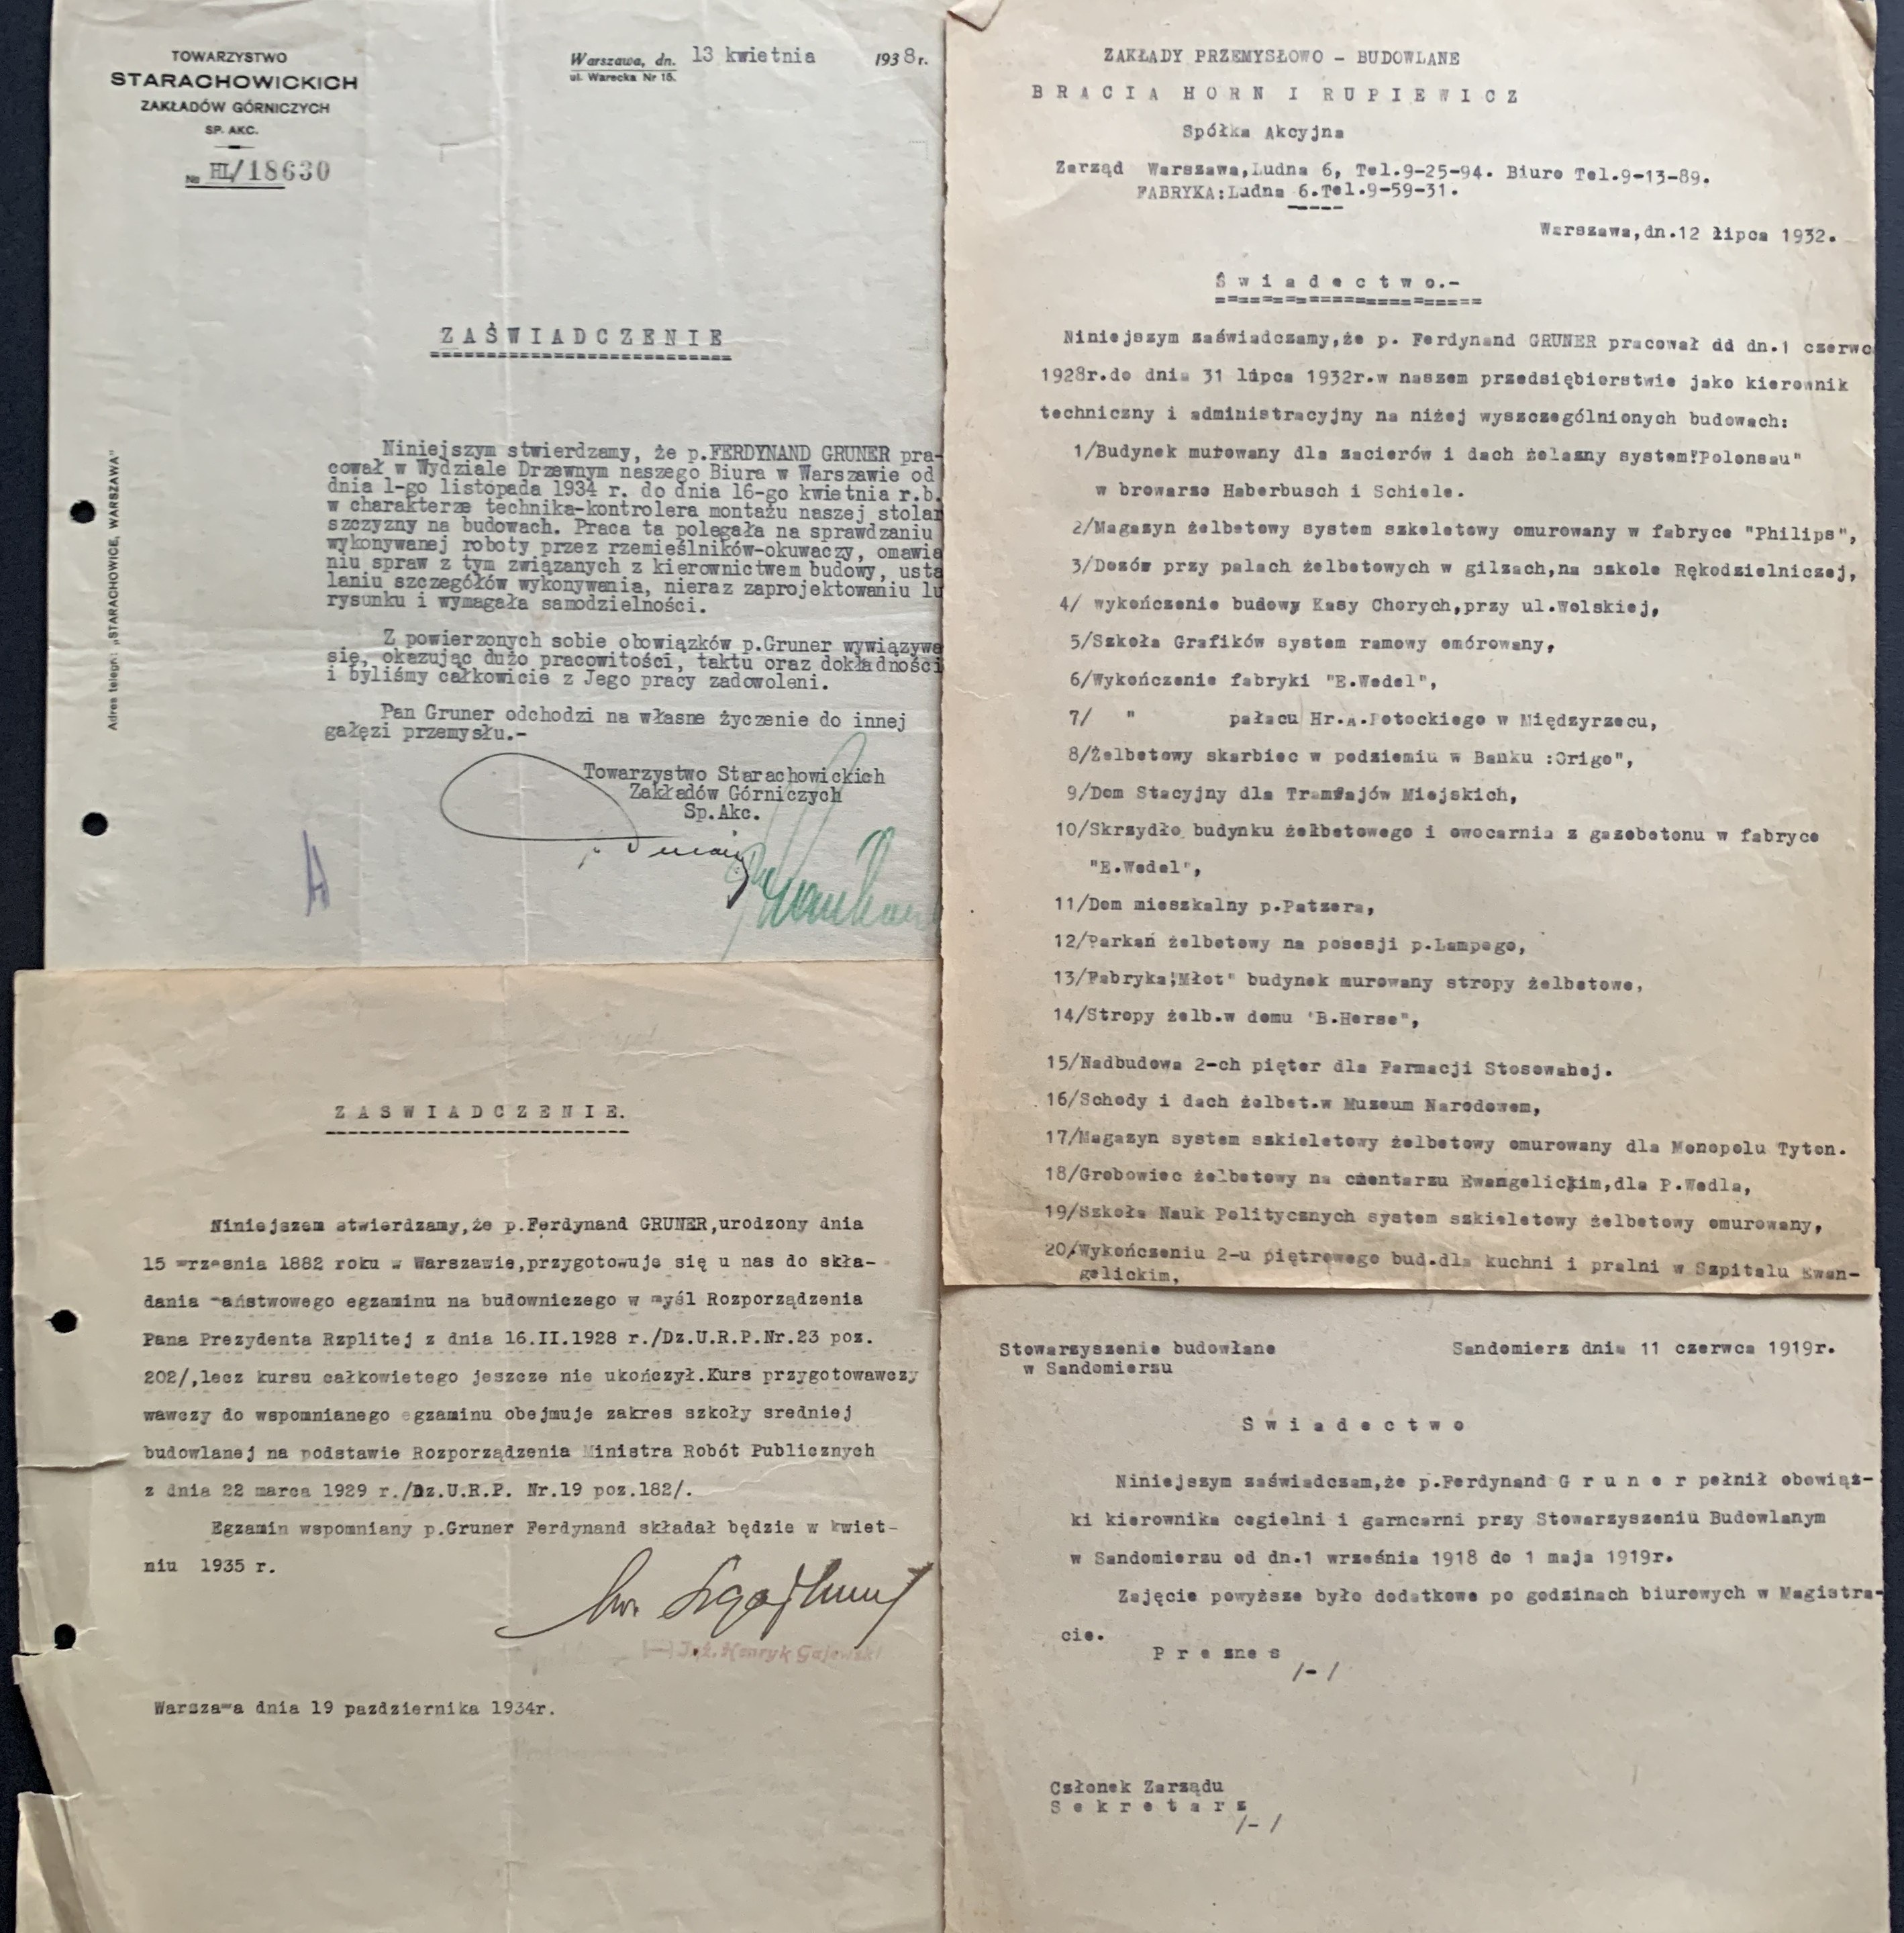 TOWARZYSTWO
STARACHOWICKICH
ZAKŁADÓW GÓRNICZYCH
SP. AKC.
№ HL/18630
Warszawa, dn. 13 kwietnia 1938 r.
ul. Warecka Nr 15.
Adres telegr.: „STARACHOWICE, WARSZAWA"
ZAŚWIADCZENIE
Niniejszym stwierdzamy, że p.FERDYNAND GRUNER pra-
cował w Wydziale Drzewnym naszego Biura w Warszawie od
dnia 1-go listopada 1934 r. do dnia 16-go kwietnia r.b.
w charakterze technika-kontrolera montażu naszej stolar
szczyzny na budowach. Praca ta polegała na sprawdzaniu
wykonywanej roboty przez rzemieślników-okuwaczy, omawia
niu spraw z tym związanych z kierownictwem budowy, usta
laniu szczegółów wykonywania, nieraz zaprojektowaniu lu
rysunku i wymagała samodzielności.
Z powierzonych sobie obowiązków p.Gruner wywiązywa
się, okazując dużo pracowitości, taktu oraz dokładności
i byliśmy całkowicie z Jego pracy zadowoleni.
Pan Gruner odchodzi na własne życzenie do innej
gałęzi przemysłu.-
Towarzystwo Starachowickich
Zakładów Górniczych
Sp.Akc.
ZASWIADCZENIE.
Niniejszem stwierdzamy,że p.Ferdynand GRUNER,urodzony dnia
15 wrzesnia 1882 roku w Warszawie,przygotowuje się u nas do skła-
dania państwowego egzaminu na budowniczego w myśl Rozporządzenia
Pana Prezydenta Rzplitej z dnia 16.II.1928 r./Dz.U.R.P.Nr.23 poz.
202/,lecz kursu całkowietego jeszcze nie ukończył.Kurs przygotowawczy
wawczy do wspomnianego egzaminu obejmuje zakres szkoły sredniej
budowlanej na podstawie Rozporządzenia Ministra Robót Publicznych
z dnia 22 marca 1929 r./Dz.U.R.P. Nr.19 poz.182/.
Egzamin wspomniany p.Gruner Ferdynand składał będzie w kwiet-
niu 1935 r.
(—) Inż. Henryk Gajewski
Warszawa dnia 19 pazdziernika 1934r.
ZAKŁADY PRZEMYSŁOWO - BUDOWLANE
BRACIA HORN I RUPIEWICZ
Spółka Akcyjna
Zarząd Warszawa,Ludna 6, Tel.9-25-94. Biuro Tel.9-13-89.
FABRYKA:Ludna 6.Tel.9-59-31.
Warszawa,dn.12 lipca 1932.
Świadectwo.-
Niniejszym zaświadczamy,że p. Ferdynand GRUNER pracował dd dn.1 czerwc
1928r.do dnia 31 lipca 1932r.w naszem przedsiębiorstwie jako kierownik
techniczny i administracyjny na niżej wyszczególnionych budowach:
1/Budynek murowany dla zacierów i dach żelazny system"Polonsau"
w browarze Haberbusch i Schiele.
2/Magazyn żelbetowy system szkeletowy omurowany w fabryce "Philips",
3/Dozór przy palach żelbetowych w gilzach,na szkole Rękodzielniczej,
4/ wykończenie budowy Kasy Chorych,przy ul.Wolskiej,
5/Szkoła Grafików system ramowy omórowany,
6/Wykończenie fabryki "E.Wedel",
7/ " pałacu Hr.A.Potockiego w Międzyrzecu,
8/Żelbetowy skarbiec w podziemiu w Banku :Origo",
9/Dom Stacyjny dla Tramwajów Miejskich,
10/Skrzydło budynku żelbetowego i owocarnia z gazobetonu w fabryce
"E.Wedel",
11/Dom mieszkalny p.Patzera,
12/Parkan żelbetowy na posesji p.Lampego,
13/Fabryka"Młot" budynek murowany stropy żelbetowe,
14/Stropy żelb.w domu "B.Herse",
15/Nadbudowa 2-ch pięter dla Farmacji Stosowanej.
16/Schody i dach żelbet.w Muzeum Narodowem,
17/Magazyn system szkieletowy żelbetowy omurowany dla Monopolu Tyton.
18/Grobowiec żelbetowy na cmentarzu Ewangelickim,dla P.Wedla,
19/Szkoła Nauk Politycznych system szkieletowy żelbetowy omurowany,
20/Wykończeniu 2-u piętrowego bud.dla kuchni i pralni w Szpitalu Ewan-
gelickim,
Stowarzyszenie budowlane
w Sandomierzu
Sandomierz dnia 11 czerwca 1919r.
Swiadectwo
Niniejszym zaświadczam,że p.Ferdynand G r u n e r pełnił obowiąz-
ki kierownika cegielni i garncarni przy Stowarzyszeniu Budowlanym
w Sandomierzu od dn.1 września 1918 do 1 maja 1919r.
Zajęcie powyższe było dodatkowe po godzinach biurowych w Magistra-
cie.
Prezes
/-/
Członek Zarządu
Sekretarz
/-/